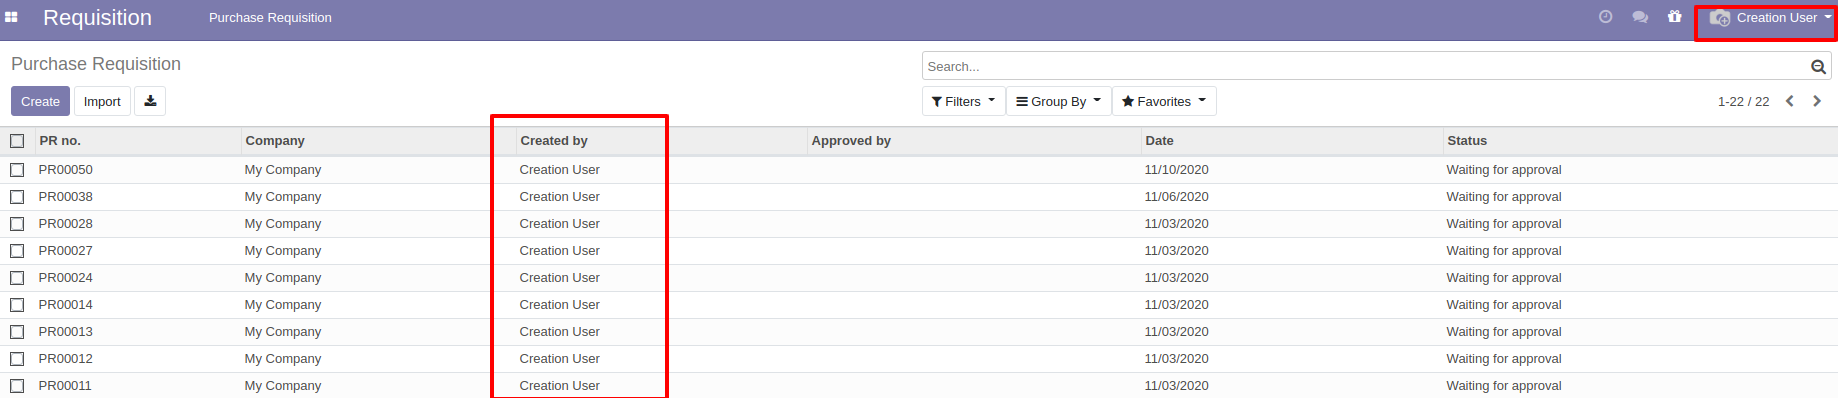 Requisition Purchase Requisition Creation User
Purchase Requisition
Search...
Create Import Filters Group By Favorites 1-22 / 22
PR no. Company Created by Approved by Date Status
PR00050 My Company Creation User 11/10/2020 Waiting for approval
PR00038 My Company Creation User 11/06/2020 Waiting for approval
PR00028 My Company Creation User 11/03/2020 Waiting for approval
PR00027 My Company Creation User 11/03/2020 Waiting for approval
PR00024 My Company Creation User 11/03/2020 Waiting for approval
PR00014 My Company Creation User 11/03/2020 Waiting for approval
PR00013 My Company Creation User 11/03/2020 Waiting for approval
PR00012 My Company Creation User 11/03/2020 Waiting for approval
PR00011 My Company Creation User 11/03/2020 Waiting for approval